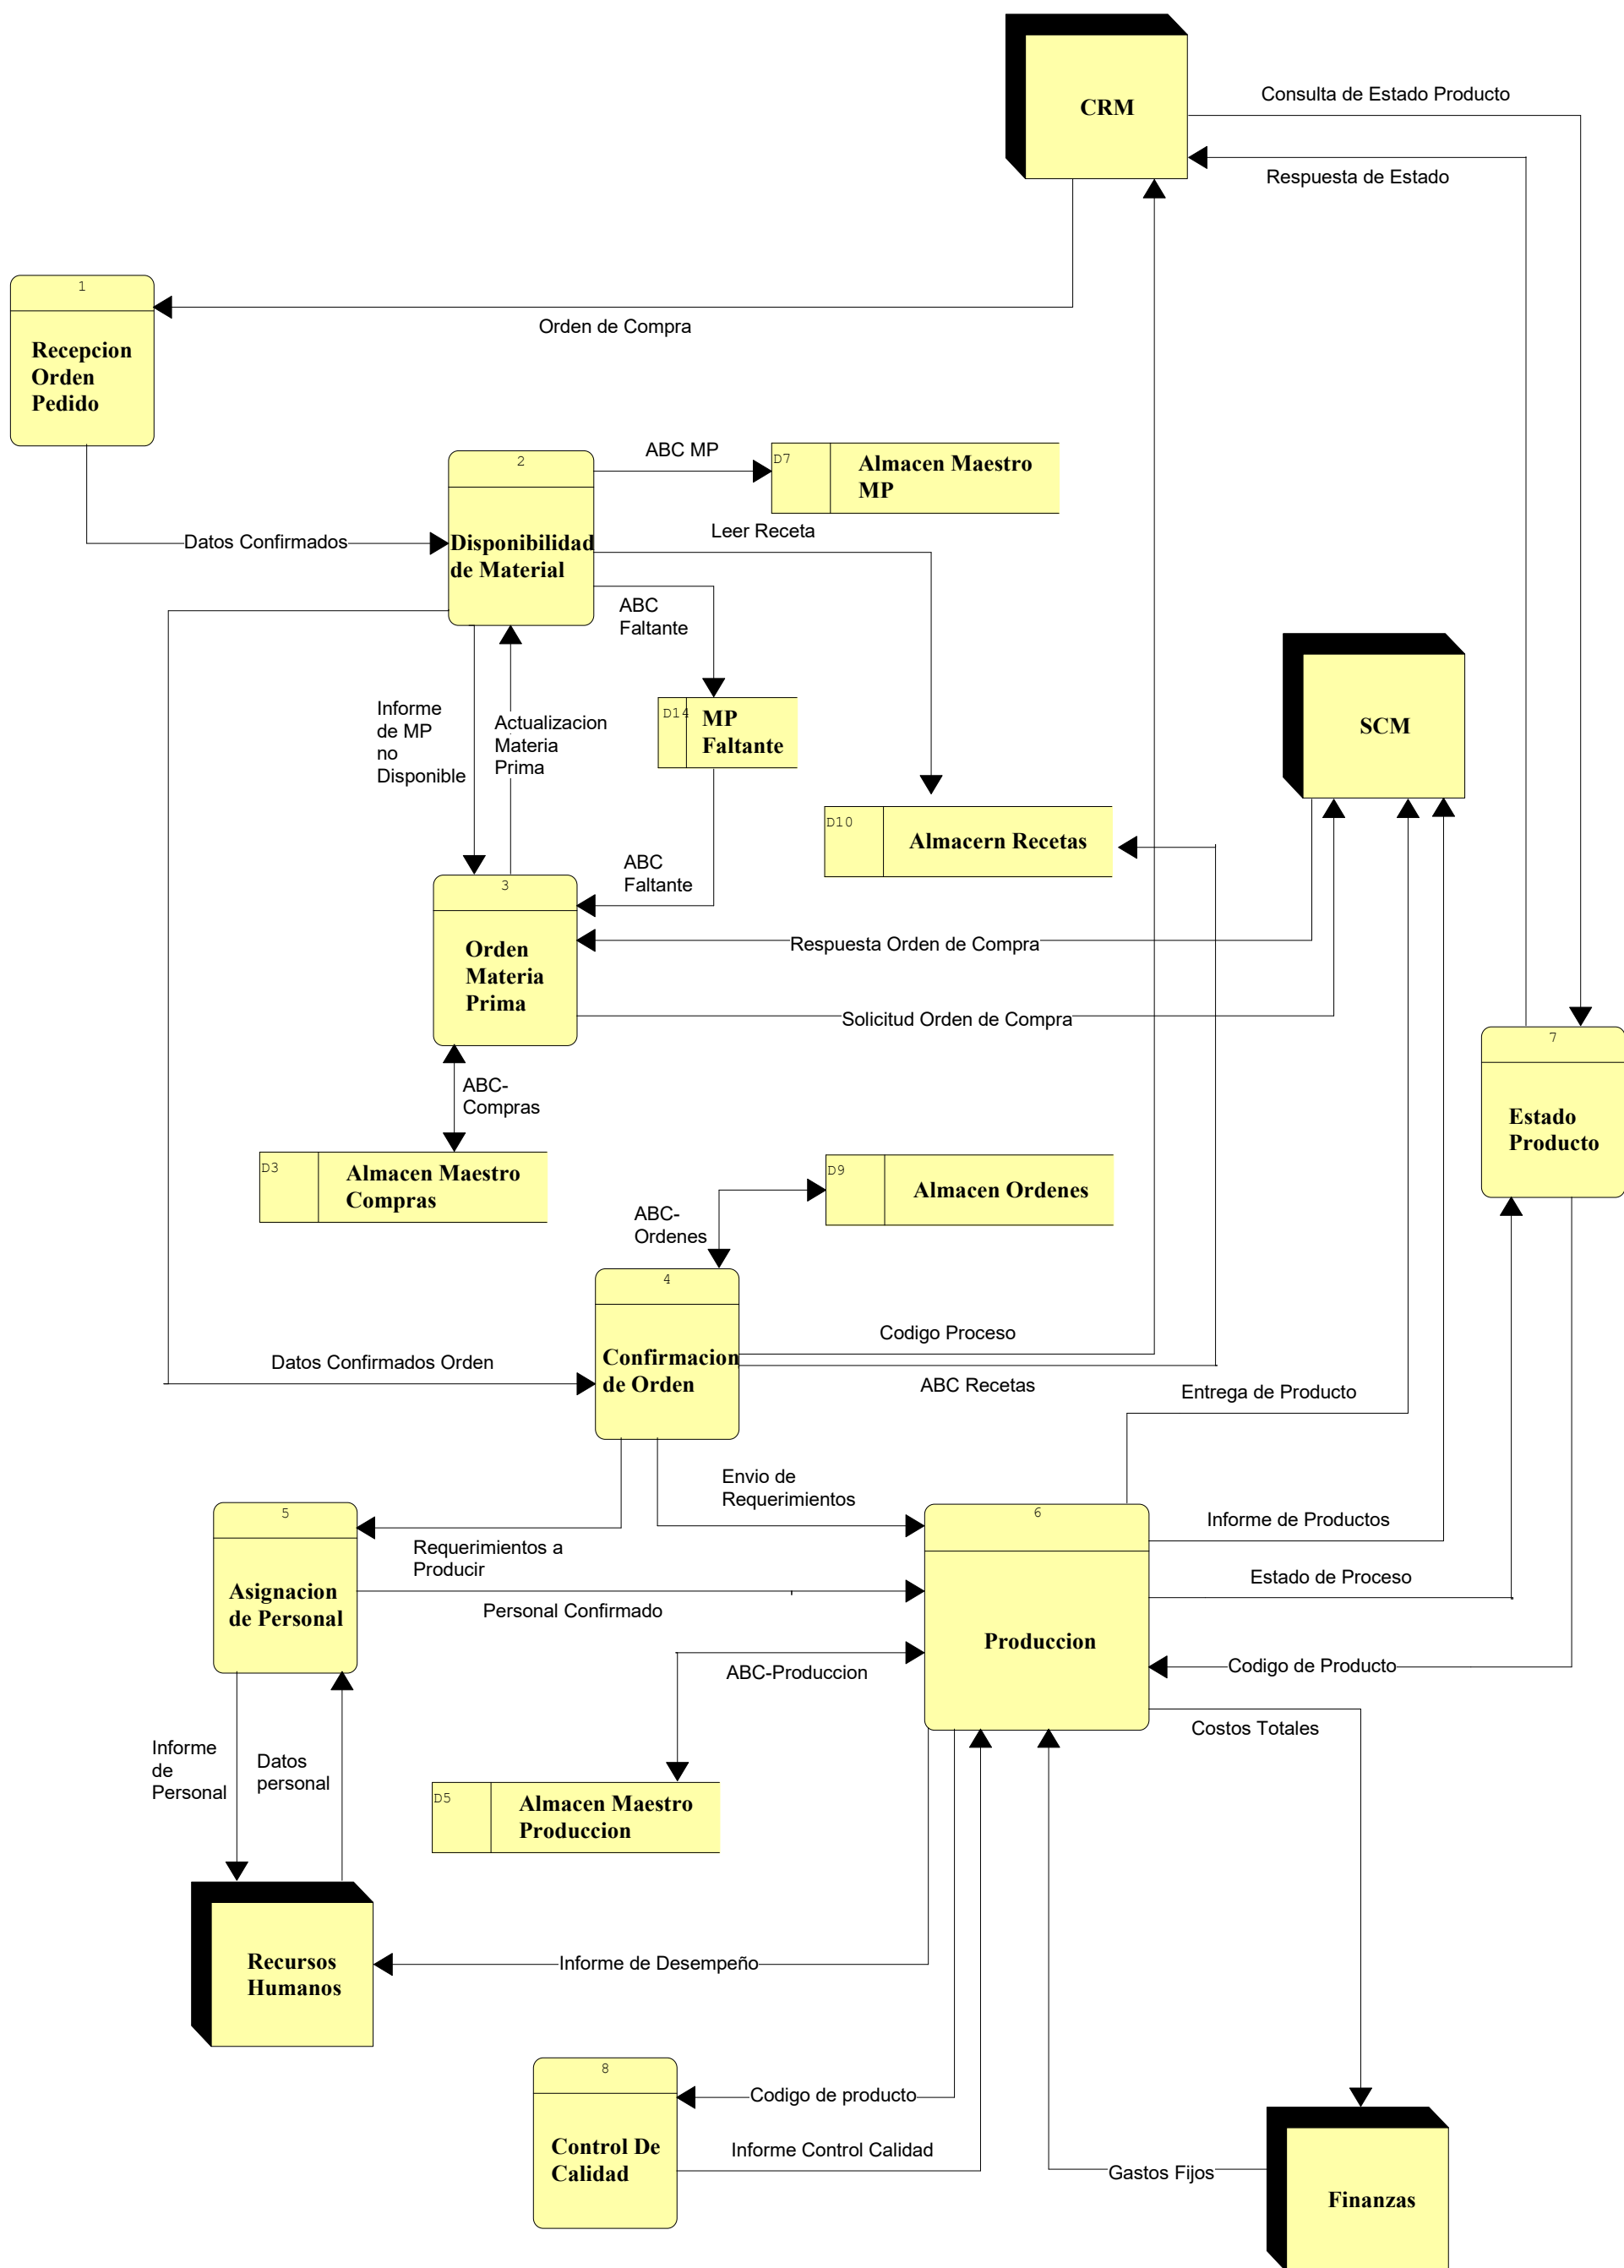 CRM
Consulta de Estado Producto
Respuesta de Estado
1
Recepcion
Orden
Pedido
Orden de Compra
Datos Confirmados
2
Disponibilidad
de Material
ABC MP
D7
Almacen Maestro
MP
Leer Receta
ABC
Faltante
Informe
de MP
no
Disponible
Actualizacion
Materia
Prima
D14
MP
Faltante
SCM
D10
Almacern Recetas
ABC
Faltante
3
Orden
Materia
Prima
Respuesta Orden de Compra
Solicitud Orden de Compra
7
Estado
Producto
ABC-
Compras
D3
Almacen Maestro
Compras
D9
Almacen Ordenes
ABC-
Ordenes
4
Confirmacion
de Orden
Codigo Proceso
Datos Confirmados Orden
ABC Recetas
Entrega de Producto
Envio de
Requerimientos
5
Asignacion
de Personal
Requerimientos a
Producir
Personal Confirmado
6
Produccion
Informe de Productos
Estado de Proceso
Codigo de Producto
ABC-Produccion
Costos Totales
Informe
de
Personal
Datos
personal
D5
Almacen Maestro
Produccion
Recursos
Humanos
Informe de Desempeño
8
Control De
Calidad
Codigo de producto
Informe Control Calidad
Gastos Fijos
Finanzas